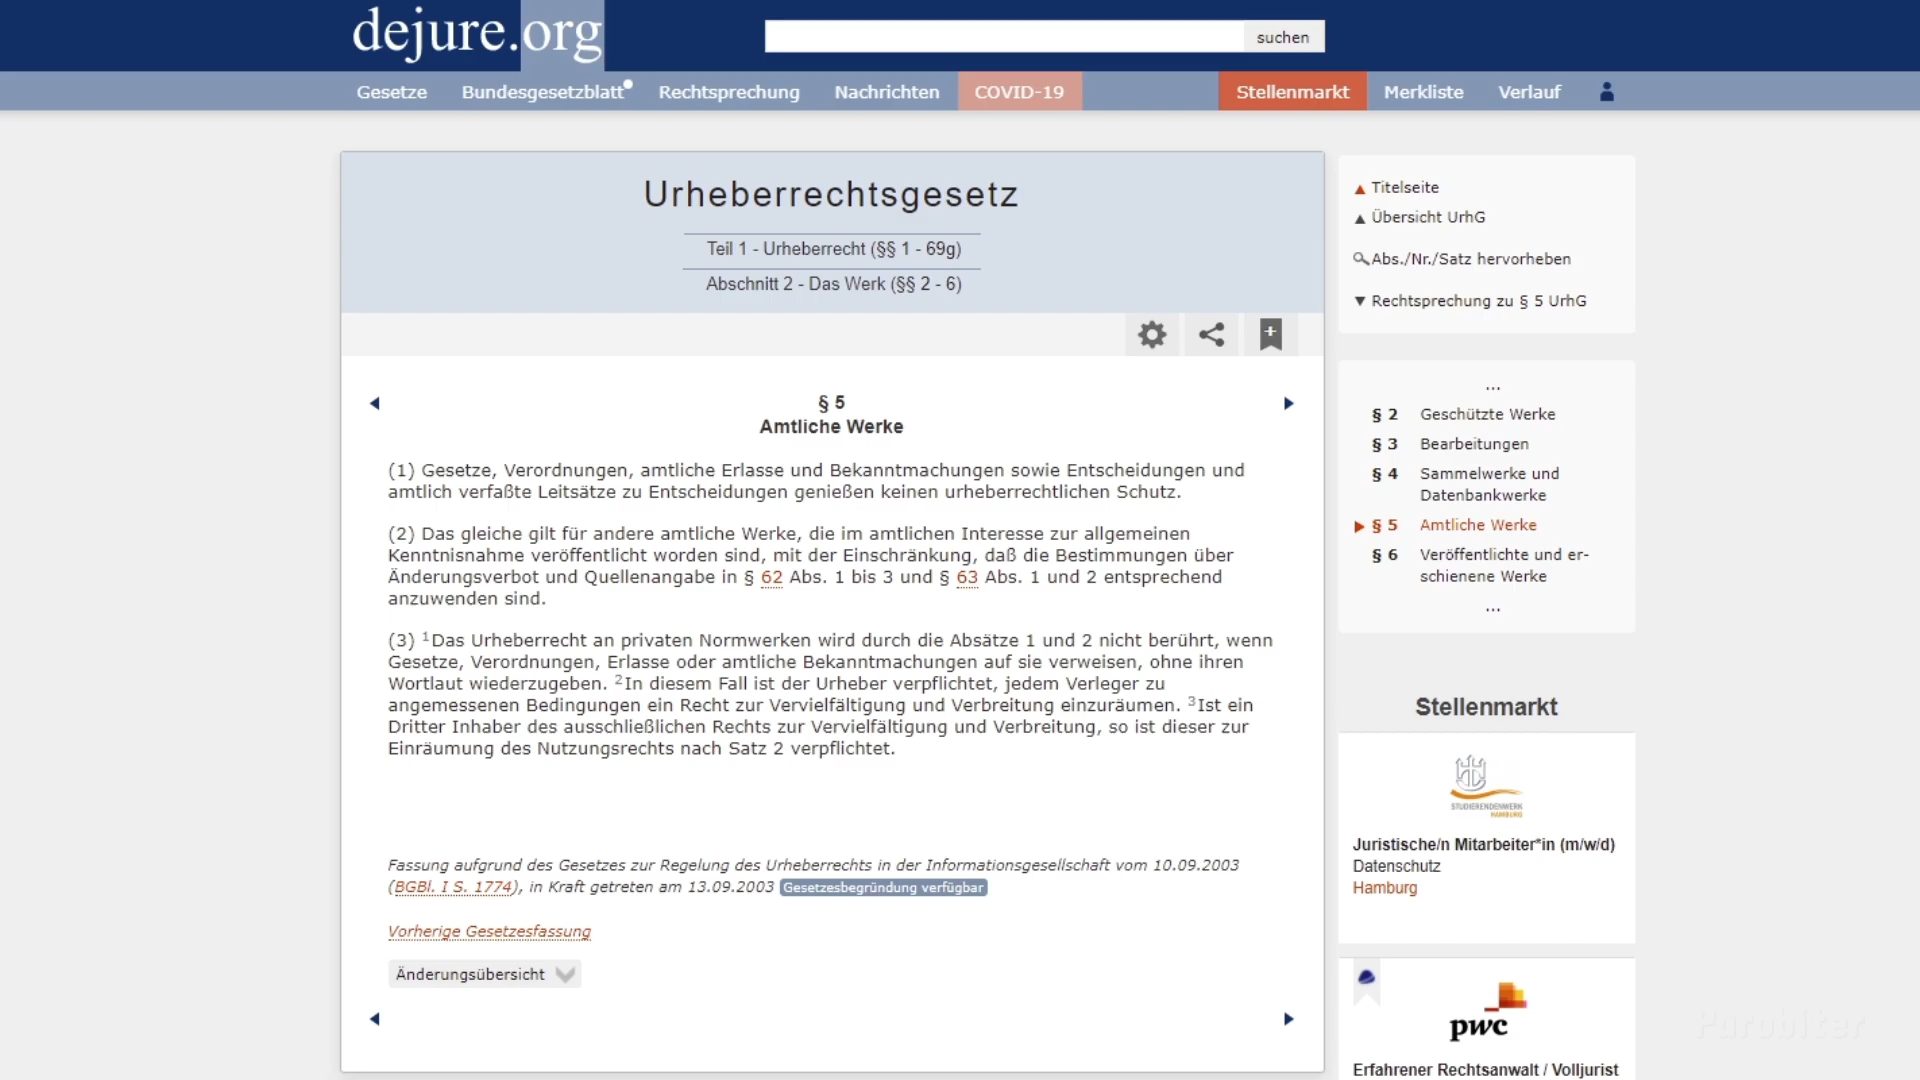 dejure.org
suchen
Gesetze Bundesgesetzblatt Rechtsprechung Nachrichten COVID-19 Stellenmarkt Merkliste Verlauf
Urheberrechtsgesetz
Teil 1 - Urheberrecht (§§ 1 - 69g)
Abschnitt 2 - Das Werk (§§ 2 - 6)
§ 5
Amtliche Werke
(1) Gesetze, Verordnungen, amtliche Erlasse und Bekanntmachungen sowie Entscheidungen und
amtlich verfaßte Leitsätze zu Entscheidungen genießen keinen urheberrechtlichen Schutz.
(2) Das gleiche gilt für andere amtliche Werke, die im amtlichen Interesse zur allgemeinen
Kenntnisnahme veröffentlicht worden sind, mit der Einschränkung, daß die Bestimmungen über
Änderungsverbot und Quellenangabe in § 62 Abs. 1 bis 3 und § 63 Abs. 1 und 2 entsprechend
anzuwenden sind.
(3) ¹Das Urheberrecht an privaten Normwerken wird durch die Absätze 1 und 2 nicht berührt, wenn
Gesetze, Verordnungen, Erlasse oder amtliche Bekanntmachungen auf sie verweisen, ohne ihren
Wortlaut wiederzugeben. ²In diesem Fall ist der Urheber verpflichtet, jedem Verleger zu
angemessenen Bedingungen ein Recht zur Vervielfältigung und Verbreitung einzuräumen. ³Ist ein
Dritter Inhaber des ausschließlichen Rechts zur Vervielfältigung und Verbreitung, so ist dieser zur
Einräumung des Nutzungsrechts nach Satz 2 verpflichtet.
Fassung aufgrund des Gesetzes zur Regelung des Urheberrechts in der Informationsgesellschaft vom 10.09.2003
(BGBl. I S. 1774), in Kraft getreten am 13.09.2003 Gesetzesbegründung verfügbar
Vorherige Gesetzesfassung
Änderungsübersicht
Titelseite
Übersicht UrhG
Abs./Nr./Satz hervorheben
Rechtsprechung zu § 5 UrhG
...
§ 2 Geschützte Werke
§ 3 Bearbeitungen
§ 4 Sammelwerke und
Datenbankwerke
§ 5 Amtliche Werke
§ 6 Veröffentlichte und er-
schienene Werke
...
Stellenmarkt
STUDIERENDENWERK
HAMBURG
Juristische/n Mitarbeiter*in (m/w/d)
Datenschutz
Hamburg
pwc
Erfahrener Rechtsanwalt / Volljurist
Purobiter